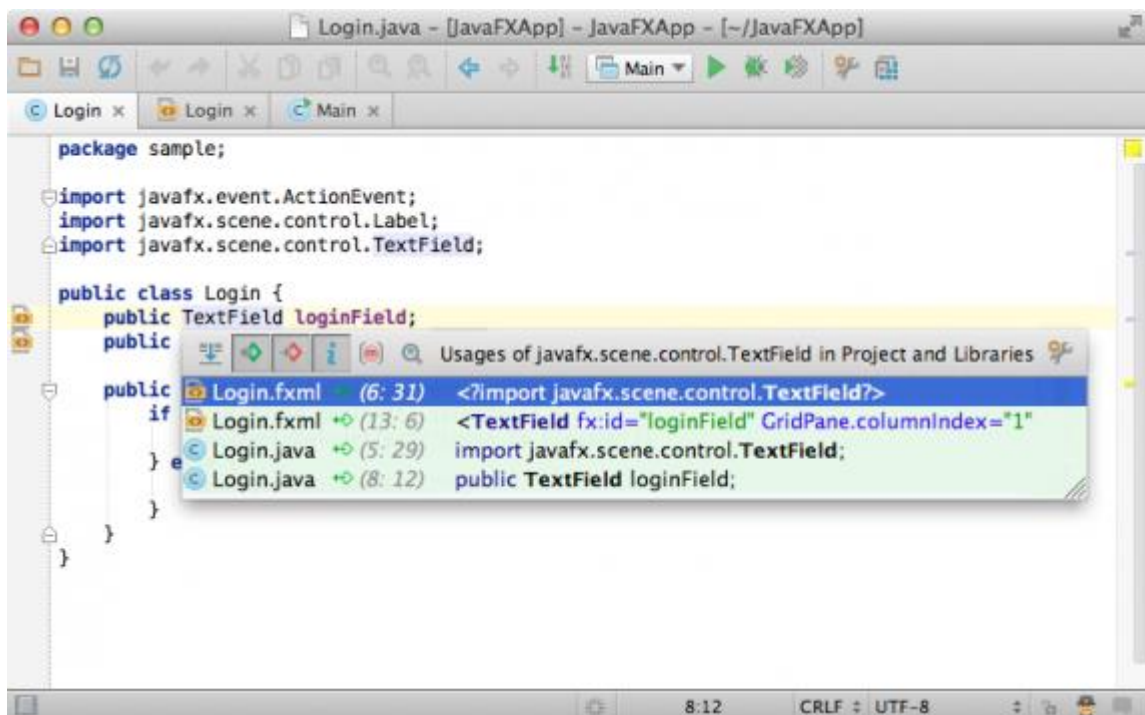 Login.java – [JavaFXApp] – JavaFXApp – [~/JavaFXApp]
Main
Login Login Main
package sample;
import javafx.event.ActionEvent;
import javafx.scene.control.Label;
import javafx.scene.control.TextField;
public class Login {
public TextField loginField;
public
Usages of javafx.scene.control.TextField in Project and Libraries
public
Login.fxml (6: 31) <?import javafx.scene.control.TextField?>
if
Login.fxml (13: 6) <TextField fx:id="loginField" GridPane.columnIndex="1"
Login.java (5: 29) import javafx.scene.control.TextField;
} e
Login.java (8: 12) public TextField loginField;
}
}
}
8:12 CRLF UTF-8